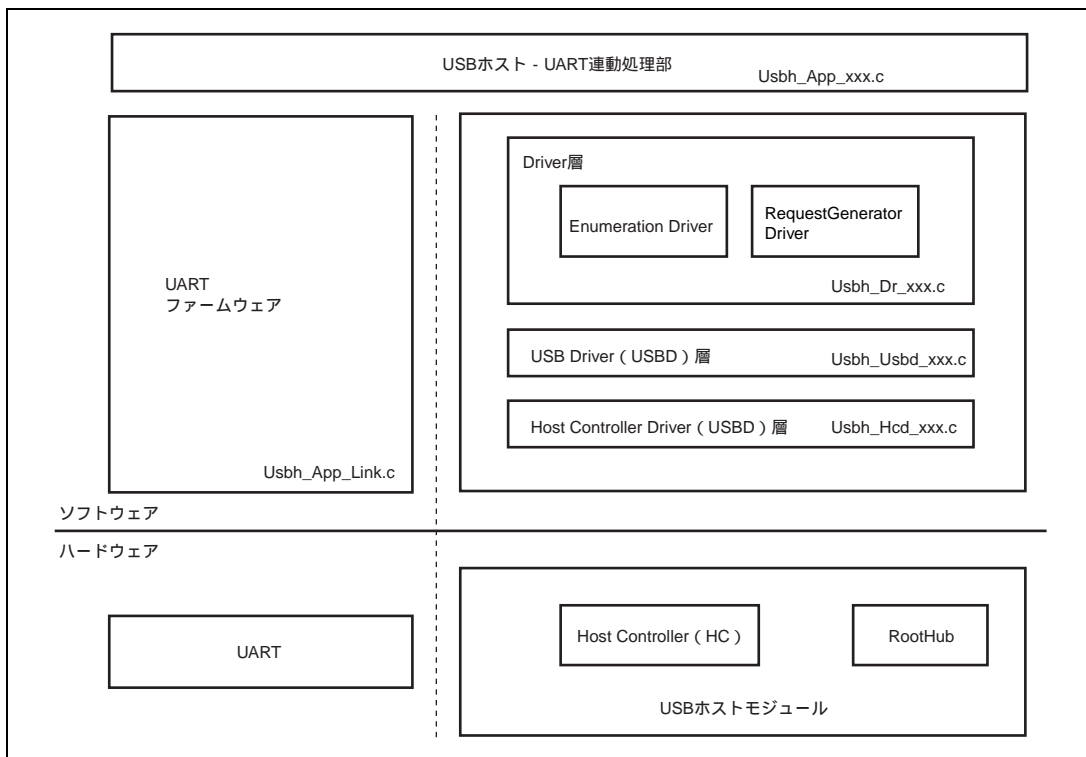 USBホスト - UART連動処理部
Usbh_App_xxx.c
UART
ファームウェア
Usbh_App_Link.c
Driver層
Enumeration Driver
RequestGenerator
Driver
Usbh_Dr_xxx.c
USB Driver(USBD)層
Usbh_Usbd_xxx.c
Host Controller Driver(USBD)層
Usbh_Hcd_xxx.c
ソフトウェア
ハードウェア
UART
Host Controller(HC)
RootHub
USBホストモジュール